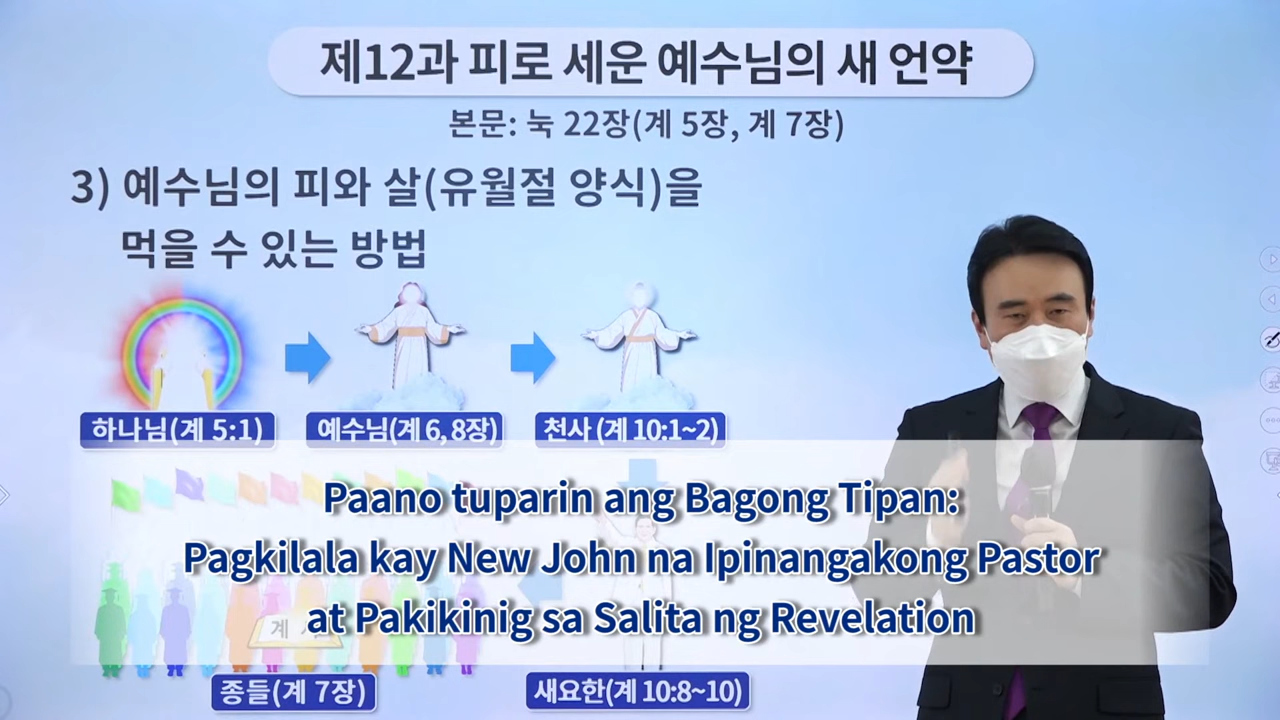 제12과 피로 세운 예수님의 새 언약
본문: 눅 22장(계 5장, 계 7장)
3) 예수님의 피와 살(유월절 양식)을
먹을 수 있는 방법
하나님(계 5:1)
예수님(계 6, 8장)
천사 (계 10:1~2)
Paano tuparin ang Bagong Tipan:
Pagkilala kay New John na Ipinangakong Pastor
at Pakikinig sa Salita ng Revelation
종들(계 7장)
새요한(계 10:8~10)